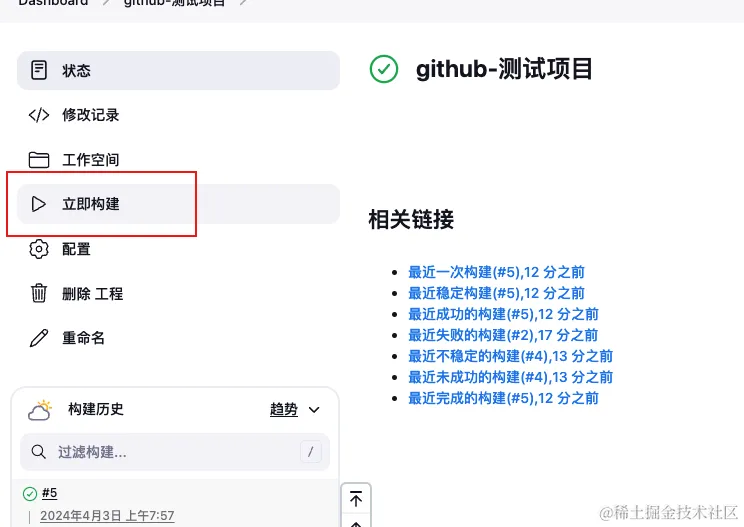 Dashboard > github-测试项目 >
状态
修改记录
工作空间
立即构建
配置
删除 工程
重命名
构建历史 趋势
过滤构建... /
#5
2024年4月3日 上午7:57
github-测试项目
相关链接
最近一次构建(#5),12 分之前
最近稳定构建(#5),12 分之前
最近成功的构建(#5),12 分之前
最近失败的构建(#2),17 分之前
最近不稳定的构建(#4),13 分之前
最近未成功的构建(#4),13 分之前
最近完成的构建(#5),12 分之前
@稀土掘金技术社区